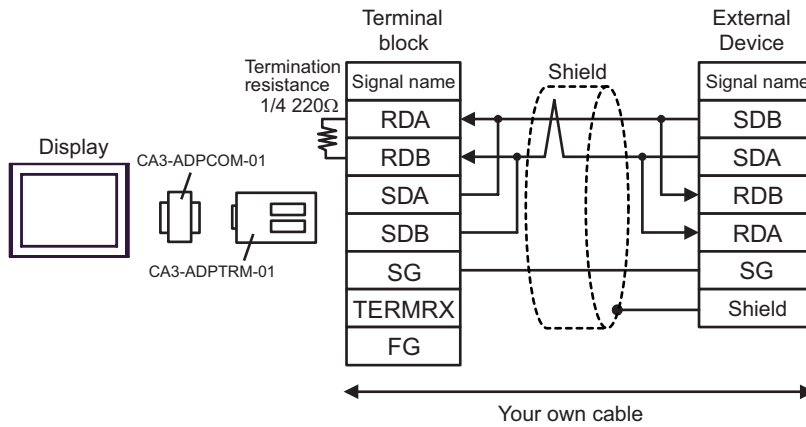 Terminal
block
External
Device
Termination
resistance
1/4 220Ω
Signal name
Shield
Signal name
RDA
SDB
RDB
SDA
Display
CA3-ADPCOM-01
SDA
RDB
SDB
RDA
CA3-ADPTRM-01
SG
SG
TERMRX
Shield
FG
Your own cable